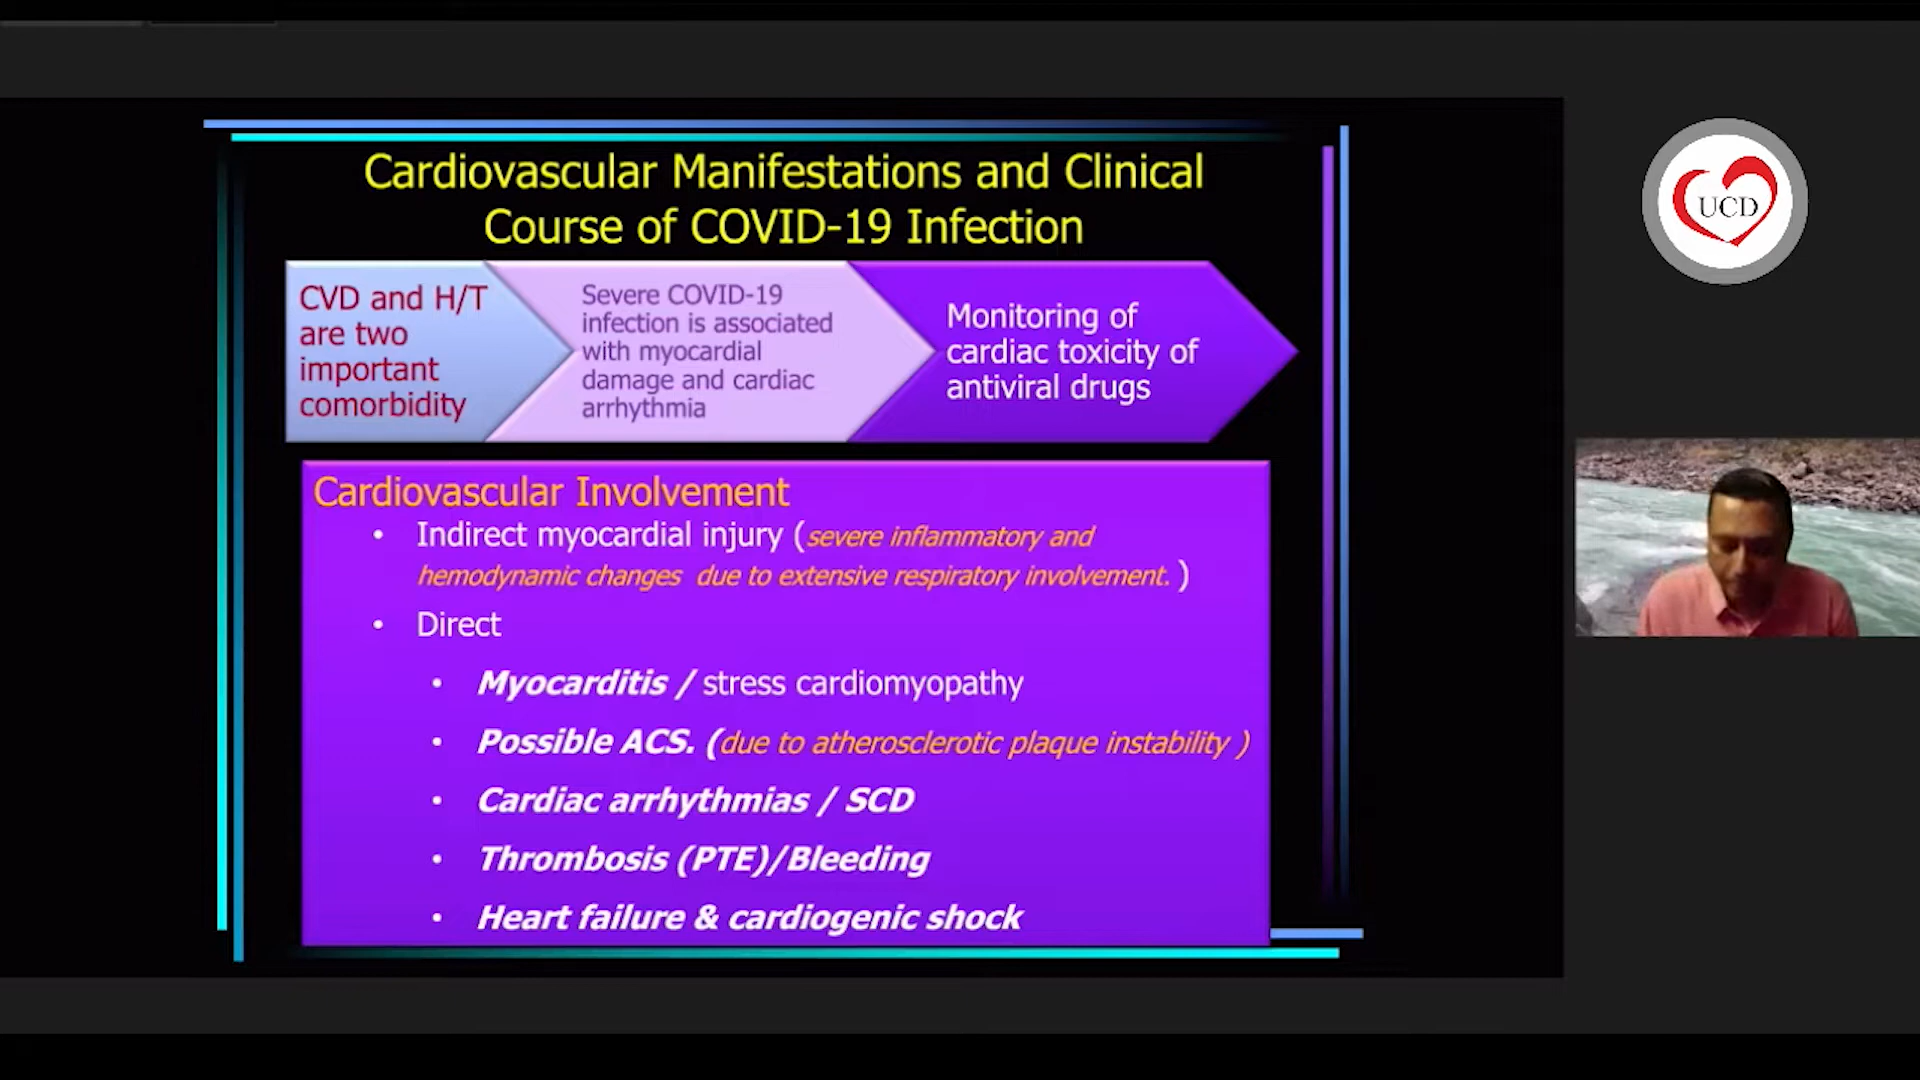 Cardiovascular Manifestations and Clinical
Course of COVID-19 Infection
CVD and H/T
are two
important
comorbidity
Severe COVID-19
infection is associated
with myocardial
damage and cardiac
arrhythmia
Monitoring of
cardiac toxicity of
antiviral drugs
Cardiovascular Involvement
• Indirect myocardial injury (severe inflammatory and
hemodynamic changes due to extensive respiratory involvement. )
• Direct
• Myocarditis / stress cardiomyopathy
• Possible ACS. (due to atherosclerotic plaque instability )
• Cardiac arrhythmias / SCD
• Thrombosis (PTE)/Bleeding
• Heart failure & cardiogenic shock
UCD